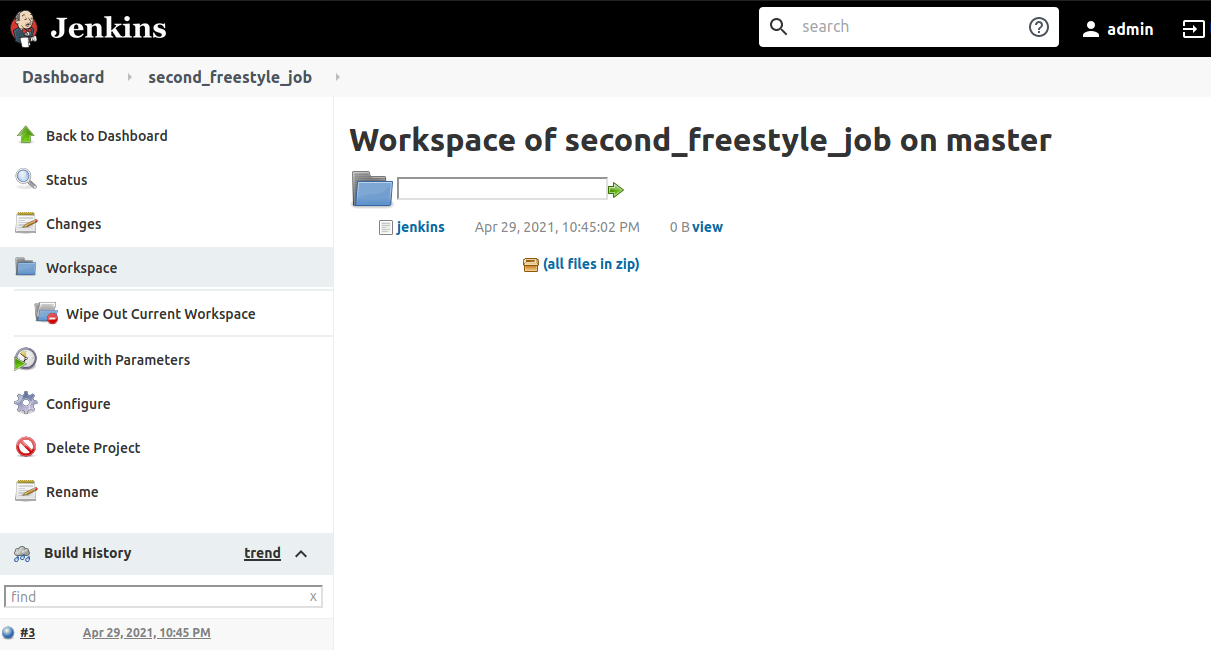 Jenkins
search
admin
Dashboard
second_freestyle_job
Back to Dashboard
Status
Changes
Workspace
Wipe Out Current Workspace
Build with Parameters
Configure
Delete Project
Rename
Build History trend
find x
#3 Apr 29, 2021, 10:45 PM
Workspace of second_freestyle_job on master
jenkins Apr 29, 2021, 10:45:02 PM 0 B view
(all files in zip)